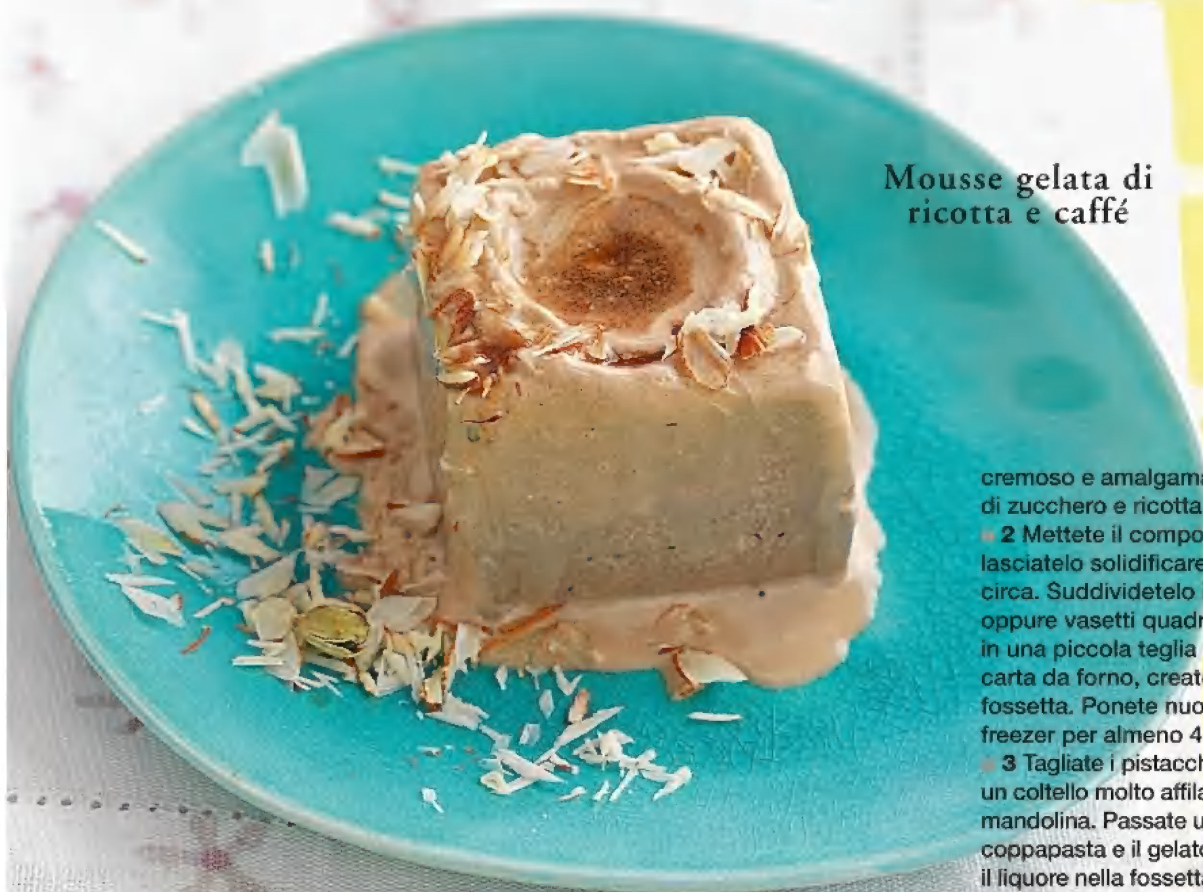 Mousse gelata di
ricotta e caffé
cremoso e amalgama
di zucchero e ricotta
2 Mettete il compo
lasciatelo solidificare
circa. Suddividetelo
oppure vasetti quadr
in una piccola teglia
carta da forno, create
fossetta. Ponete nuo
freezer per almeno 4
3 Tagliate i pistacch
un coltello molto affila
mandolina. Passate u
coppapasta e il gelato
il liquore nella fossetta